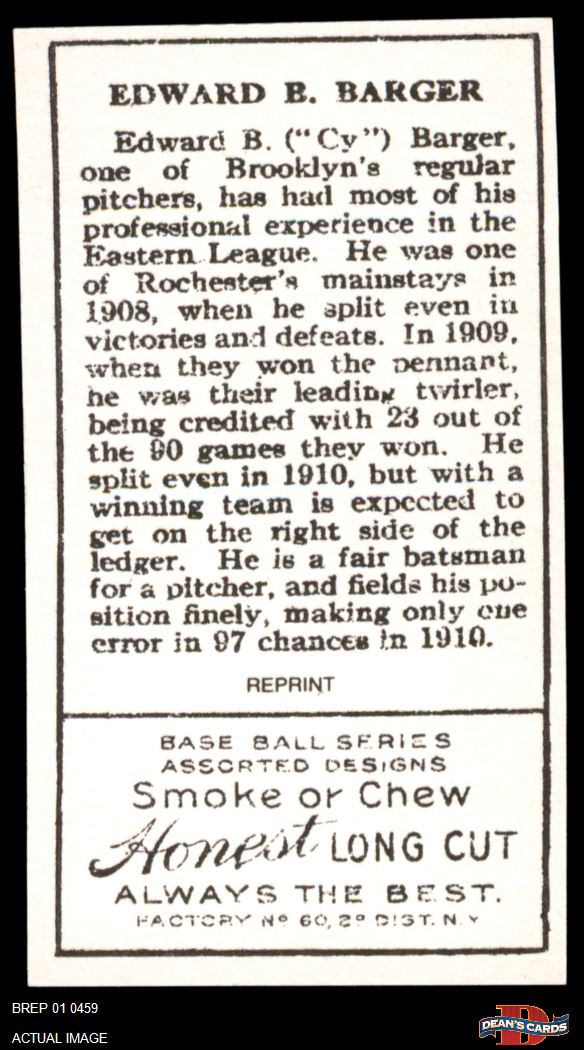 EDWARD B. BARGER
Edward B. ("Cy") Barger,
one of Brooklyn's regular
pitchers, has had most of his
professional experience in the
Eastern League. He was one
of Rochester's mainstays in
1908, when he split even in
victories and defeats. In 1909,
when they won the pennant,
he was their leading twirler,
being credited with 23 out of
the 90 games they won. He
split even in 1910, but with a
winning team is expected to
get on the right side of the
ledger. He is a fair batsman
for a pitcher, and fields his po-
sition finely, making only one
error in 97 chances in 1910.
REPRINT
BASE BALL SERIES
ASSORTED DESIGNS
Smoke or Chew
Honest LONG CUT
ALWAYS THE BEST.
FACTORY Nº 60, 2º DIST. N.Y
BREP 01 0459
ACTUAL IMAGE
D
DEAN'S CARDS